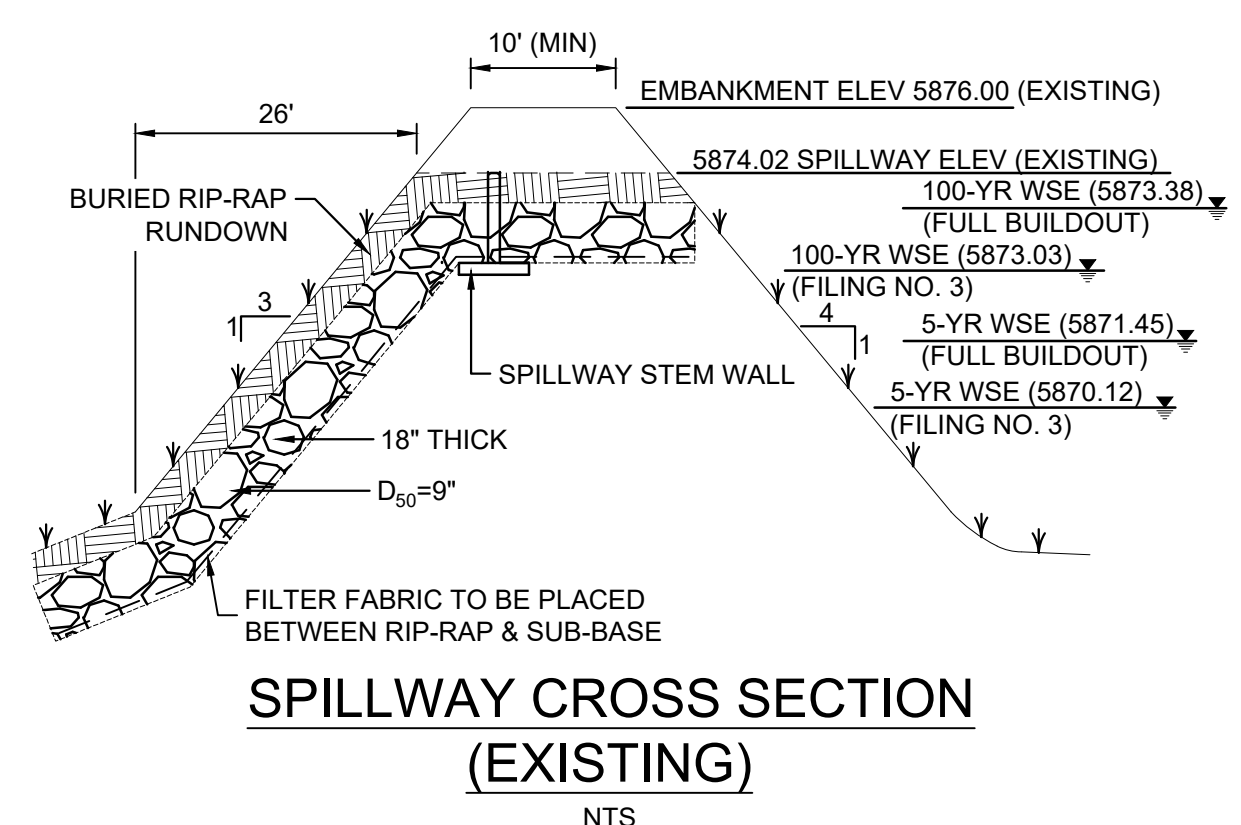 10' (MIN)
EMBANKMENT ELEV 5876.00 (EXISTING)
26'
5874.02 SPILLWAY ELEV (EXISTING)
BURIED RIP-RAP
RUNDOWN
100-YR WSE (5873.38)
(FULL BUILDOUT)
100-YR WSE (5873.03)
(FILING NO. 3)
3
1
4
1
5-YR WSE (5871.45)
(FULL BUILDOUT)
SPILLWAY STEM WALL
5-YR WSE (5870.12)
(FILING NO. 3)
18" THICK
D50=9"
FILTER FABRIC TO BE PLACED
BETWEEN RIP-RAP & SUB-BASE
SPILLWAY CROSS SECTION
(EXISTING)
NTS